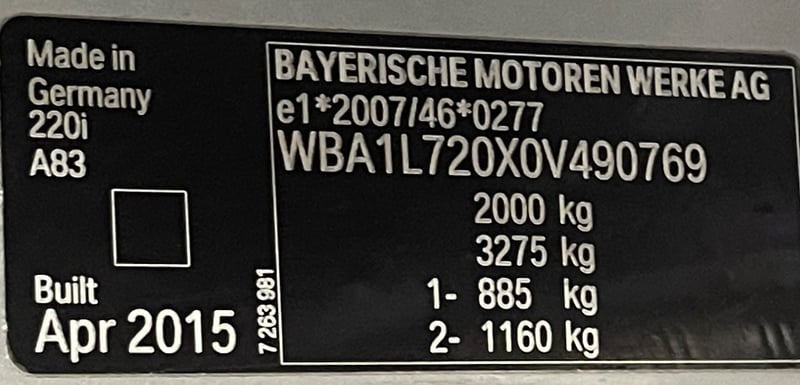 Made in
Germany
220i
A83
Built
Apr 2015
7 263 981
BAYERISCHE MOTOREN WERKE AG
e1*2007/46*0277
WBA1L720X0V490769
2000 kg
3275 kg
1- 885 kg
2- 1160 kg